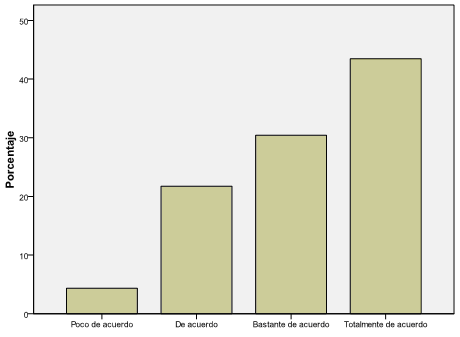 Porcentaje
50
40
30
20
10
0
Poco de acuerdo
De acuerdo
Bastante de acuerdo
Totalmente de acuerdo